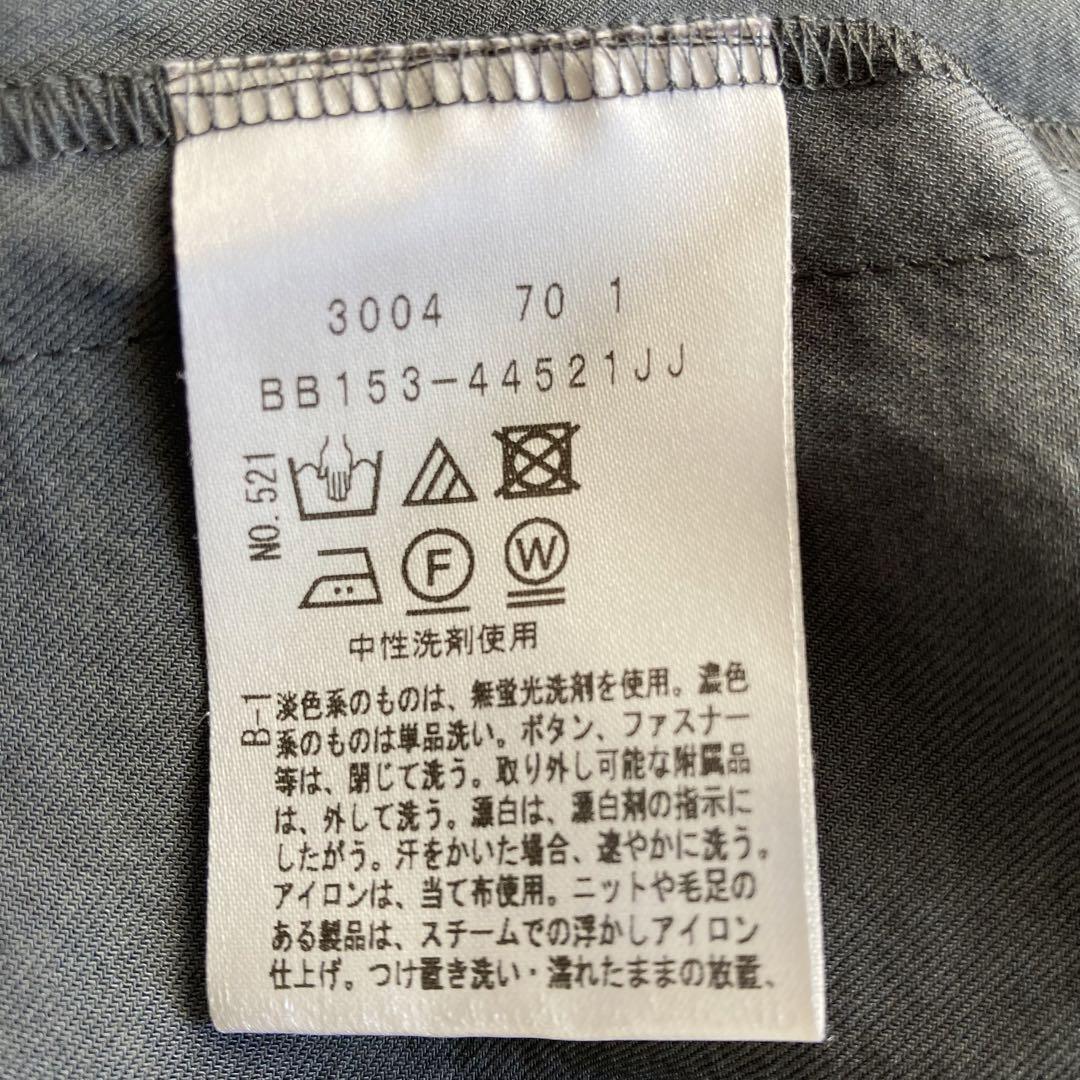 3004 70 1
BB153-44521JJ
NO.521
F W
中性洗剤使用
B-1
淡色系のものは、無蛍光洗剤を使用。濃色
系のものは単品洗い。ボタン、ファスナー
等は、閉じて洗う。取り外し可能な附属品
は、外して洗う。漂白は、漂白剤の指示に
したがう。汗をかいた場合、速やかに洗う。
アイロンは、当て布使用。ニットや毛足の
ある製品は、スチームでの浮かしアイロン
仕上げ。つけ置き洗い・濡れたままの放置、